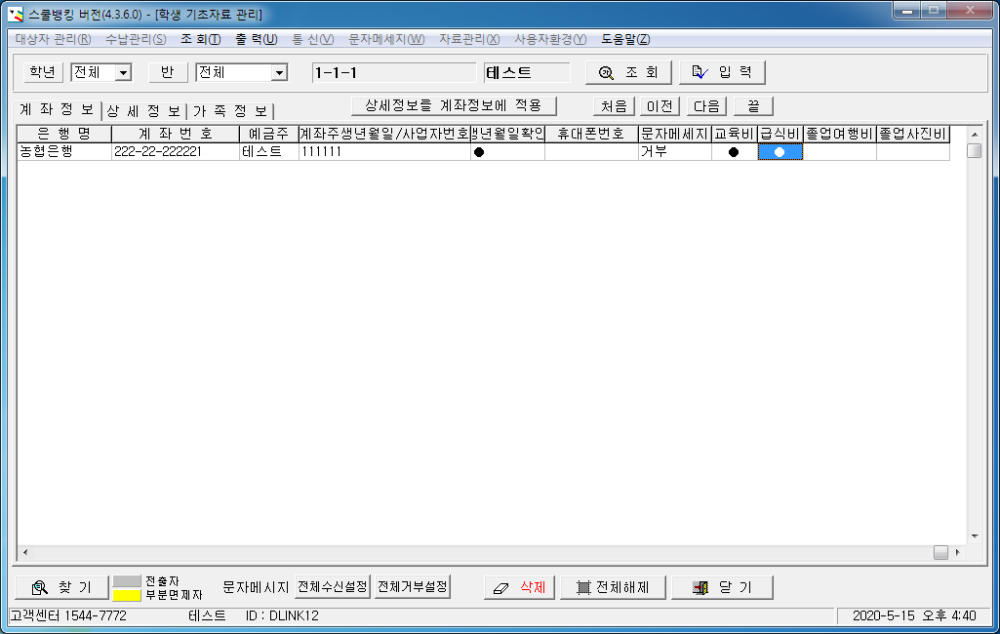 스쿨뱅킹 버전(4.3.6.0) - [학생 기초자료 관리]
대상자 관리(R) 수납관리(S) 조 회(T) 출 력(U) 통 신(V) 문자메세지(W) 자료관리(X) 사용자환경(Y) 도움말(Z)
학년 전체 반 전체 1-1-1 테스트 조 회 입 력
계 좌 정 보 상 세 정 보 가 족 정 보 상세정보를 계좌정보에 적용 처음 이전 다음 끝
은 행 명 계 좌 번 호 예금주 계좌주생년월일/사업자번호 생년월일확인 휴대폰번호 문자메세지 교육비 급식비 졸업여행비 졸업사진비
농협은행 222-22-222221 테스트 111111 ● 거부 ● ●
찾 기 전출자 부분면제자 문자메시지 전체수신설정 전체거부설정 삭제 전체해제 닫 기
고객센터 1544-7772 테스트 ID : DLINK12 2020-5-15 오후 4:40